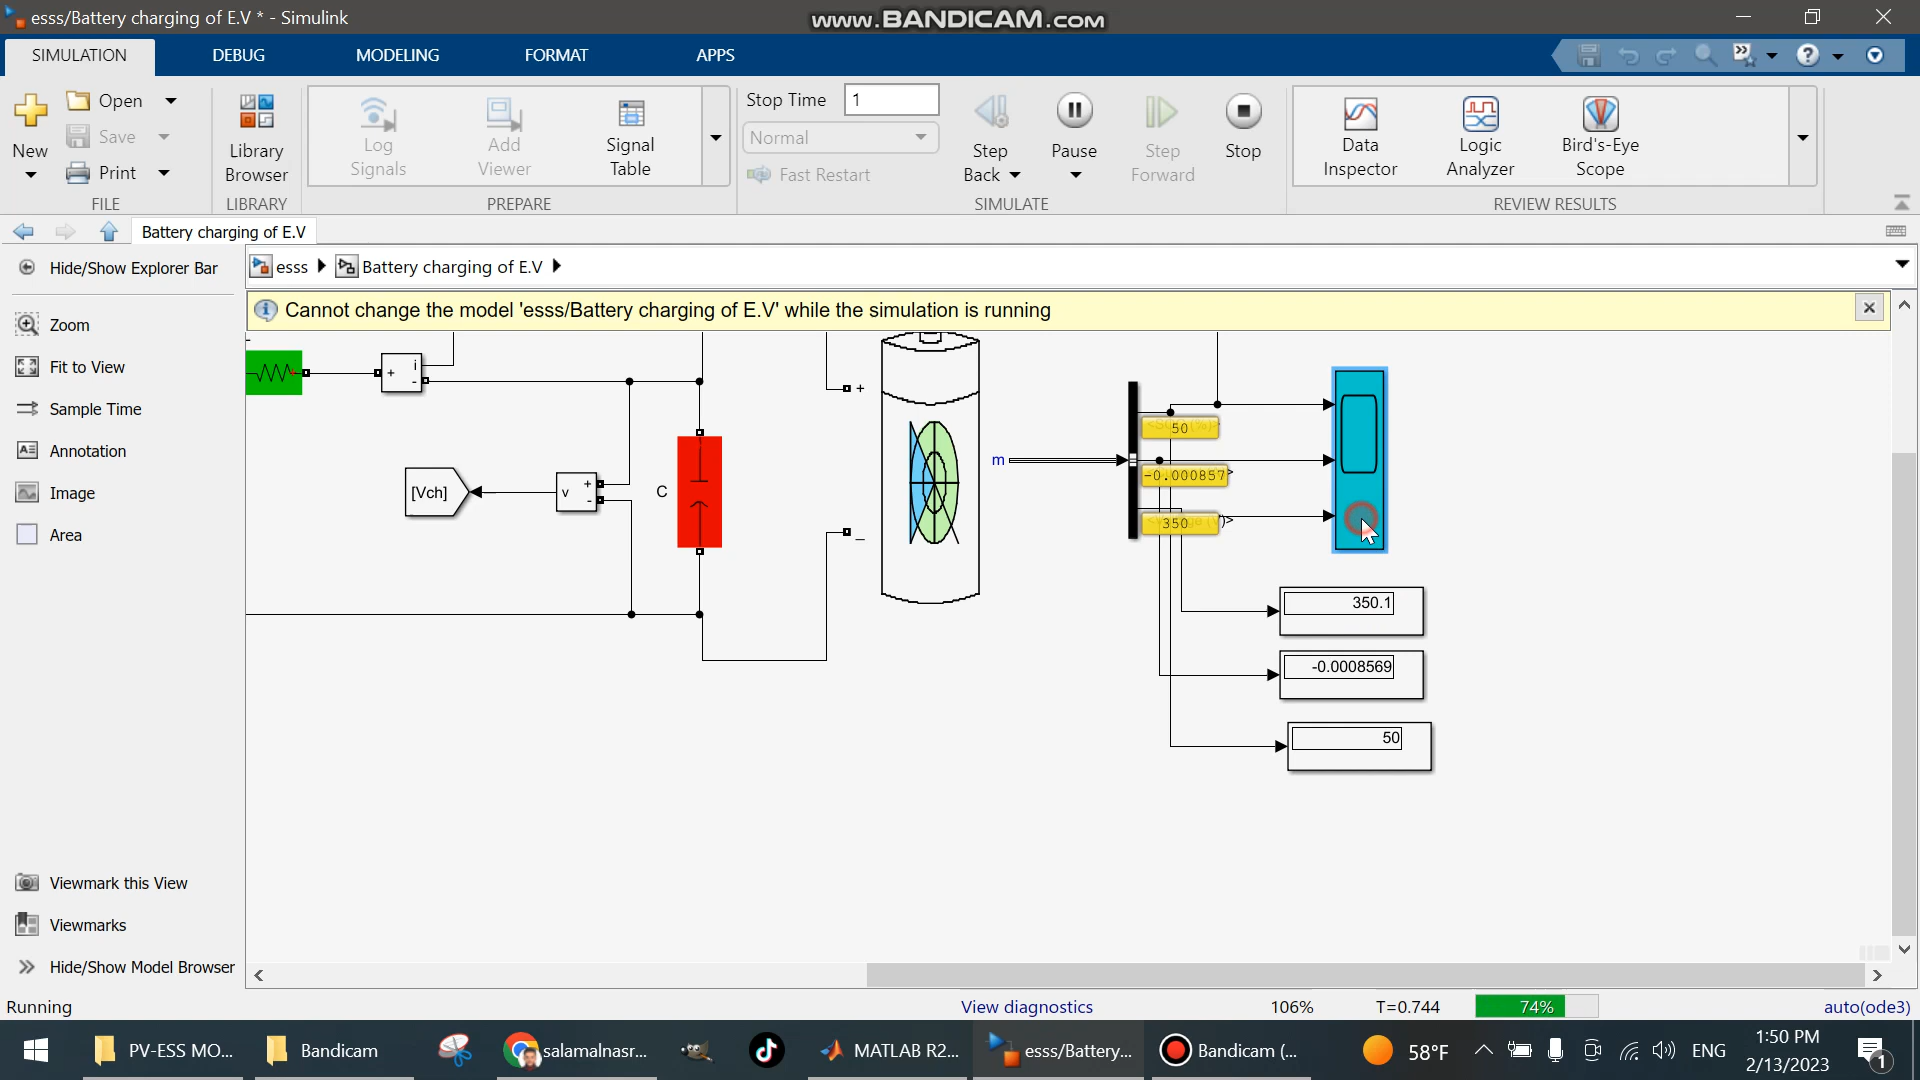 esss/Battery charging of E.V * - Simulink
www.BANDICAM.COM
SIMULATION
DEBUG
MODELING
FORMAT
APPS
New
Open
Save
Print
FILE
Library
Browser
LIBRARY
Log
Signals
Add
Viewer
Signal
Table
PREPARE
Stop Time
1
Normal
Fast Restart
Step
Back
Pause
Step
Forward
Stop
SIMULATE
Data
Inspector
Logic
Analyzer
Bird's-Eye
Scope
REVIEW RESULTS
Battery charging of E.V
Hide/Show Explorer Bar
esss
Battery charging of E.V
Cannot change the model 'esss/Battery charging of E.V' while the simulation is running
Zoom
Fit to View
Sample Time
Annotation
Image
Area
+
i
-
+
[Vch]
v
+
-
C
m
_
50
-0.000857
350
350.1
-0.0008569
50
Viewmark this View
Viewmarks
Hide/Show Model Browser
Running
View diagnostics
106%
T=0.744
74%
auto(ode3)
PV-ESS MO...
Bandicam
salamalnasr...
MATLAB R2...
esss/Battery...
Bandicam (...
58°F
ENG
1:50 PM
2/13/2023
1